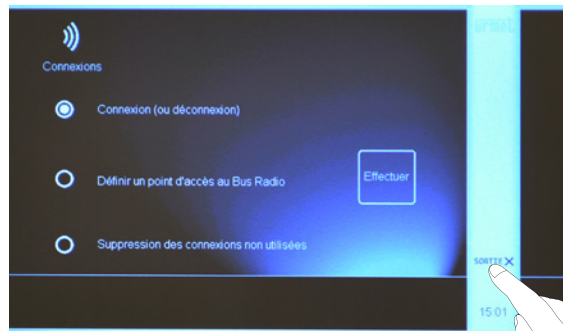 urmet
Connexions
Connexion (ou déconnexion)
Définir un point d'accès au Bus Radio
Effectuer
Suppression des connexions non utilisées
SORTIE X
15:01